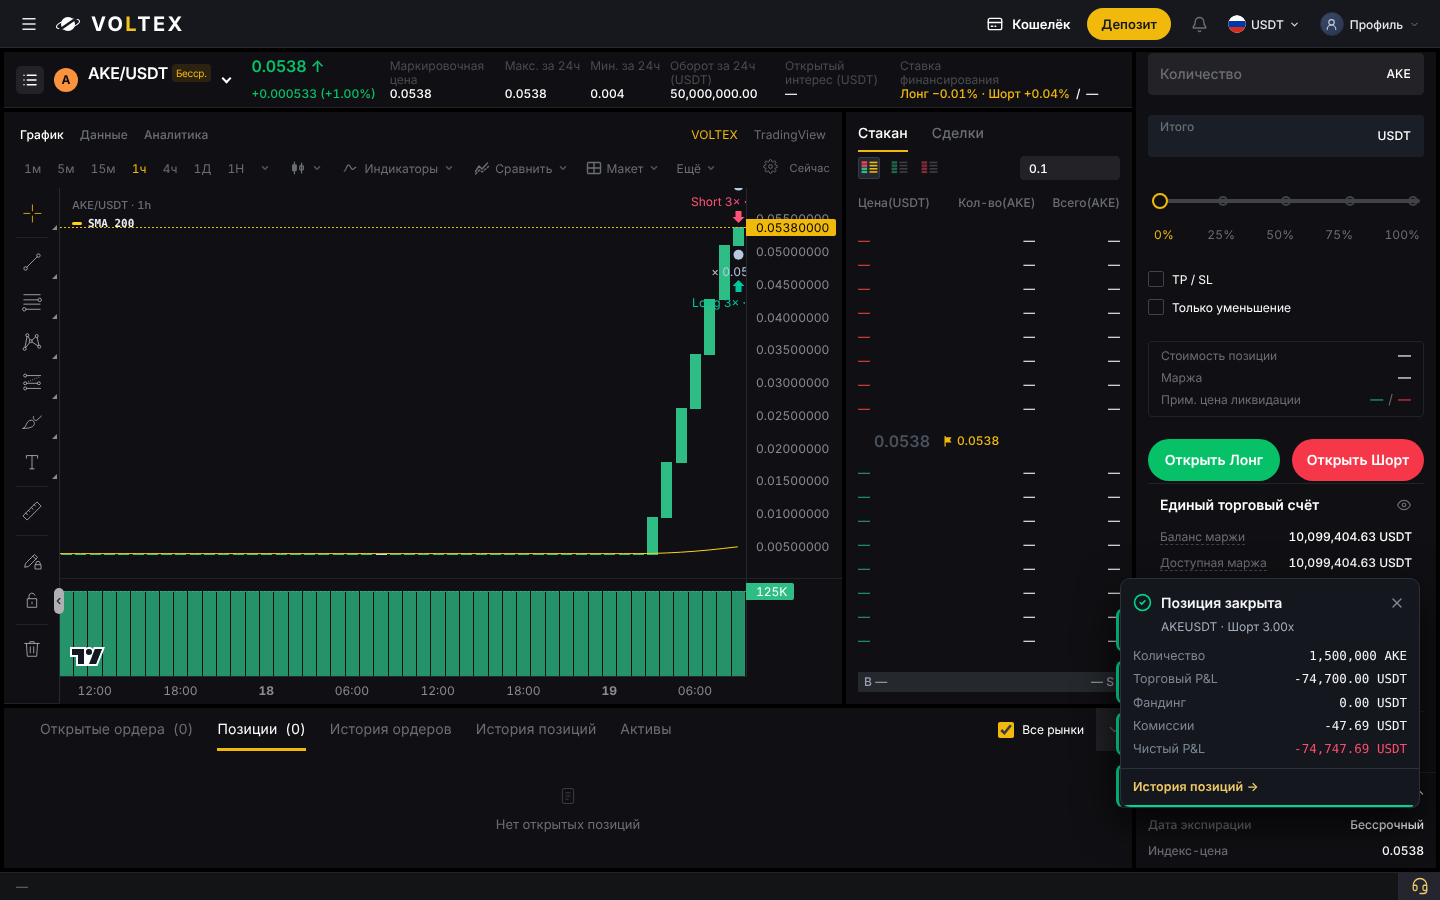 VOLTEX
Кошелёк
Депозит
USDT
Профиль
A
AKE/USDT
Бесср.
0.0538 ↑
+0.000533 (+1.00%)
Маркировочная цена
0.0538
Макс. за 24ч
0.0538
Мин. за 24ч
0.004
Оборот за 24ч (USDT)
50,000,000.00
Открытый интерес (USDT)
—
Ставка финансирования
Лонг −0.01% · Шорт +0.04% / —
График
Данные
Аналитика
VOLTEX
TradingView
1м
5м
15м
1ч
4ч
1Д
1Н
Индикаторы
Сравнить
Макет
Ещё
Сейчас
AKE/USDT · 1h
SMA 200
Short 3× ·
× 0.05
Long 3× ·
0.05500000
0.05380000
0.05000000
0.04500000
0.04000000
0.03500000
0.03000000
0.02500000
0.02000000
0.01500000
0.01000000
0.00500000
125K
12:00
18:00
18
06:00
12:00
18:00
19
06:00
Стакан
Сделки
0.1
Цена(USDT)
Кол-во(AKE)
Всего(AKE)
— — —
— — —
— — —
— — —
— — —
— — —
— — —
— — —
0.0538
0.0538
— — —
— — —
— — —
— — —
— — —
— — —
— —
— —
B —
— S
Количество
AKE
Итого
USDT
0%
25%
50%
75%
100%
TP / SL
Только уменьшение
Стоимость позиции
—
Маржа
—
Прим. цена ликвидации
— / —
Открыть Лонг
Открыть Шорт
Единый торговый счёт
Баланс маржи
10,099,404.63 USDT
Доступная маржа
10,099,404.63 USDT
Позиция закрыта
AKEUSDT · Шорт 3.00x
Количество
1,500,000 AKE
Торговый P&L
-74,700.00 USDT
Фандинг
0.00 USDT
Комиссии
-47.69 USDT
Чистый P&L
-74,747.69 USDT
История позиций →
Дата экспирации
Бессрочный
Индекс-цена
0.0538
Открытые ордера (0)
Позиции (0)
История ордеров
История позиций
Активы
Все рынки
Нет открытых позиций
—